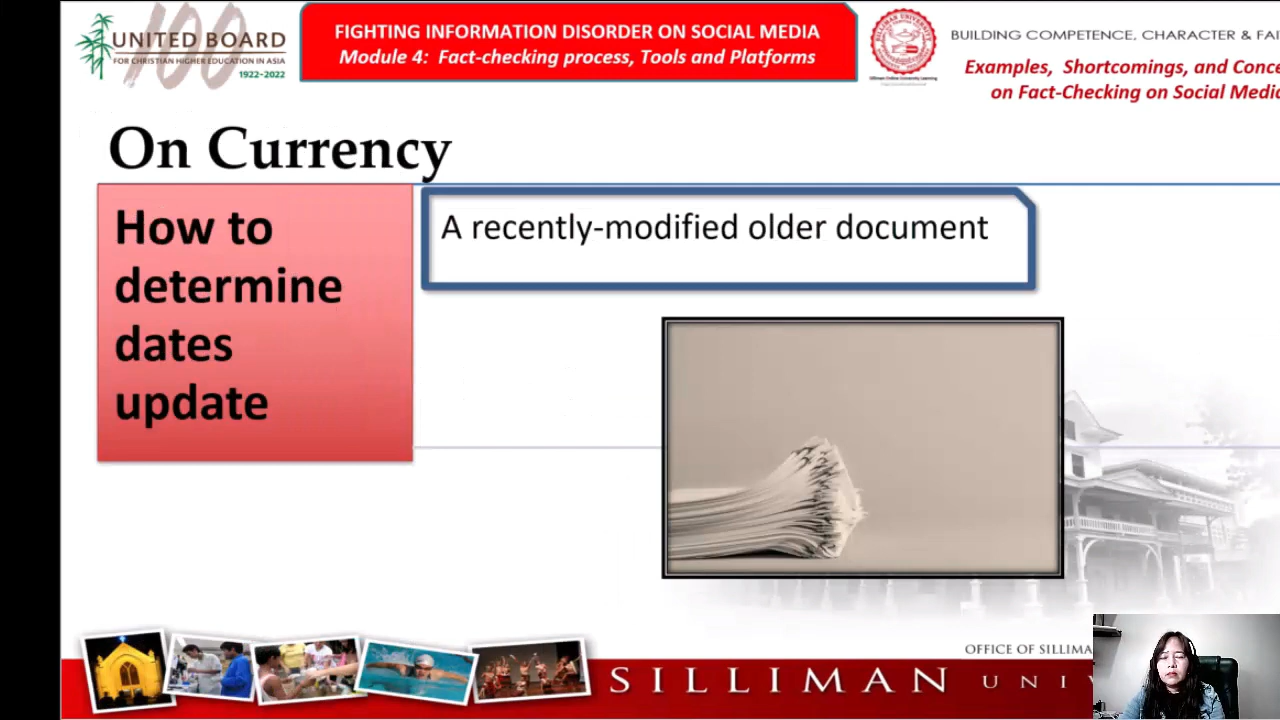 100
UNITED BOARD
FOR CHRISTIAN HIGHER EDUCATION IN ASIA
1922-2022
FIGHTING INFORMATION DISORDER ON SOCIAL MEDIA
Module 4: Fact-checking process, Tools and Platforms
BUILDING COMPETENCE, CHARACTER & FAI
Examples, Shortcomings, and Conce
on Fact-Checking on Social Media
On Currency
How to
determine
dates
update
A recently-modified older document
OFFICE OF SILLIMA
SILLIMAN UNIV